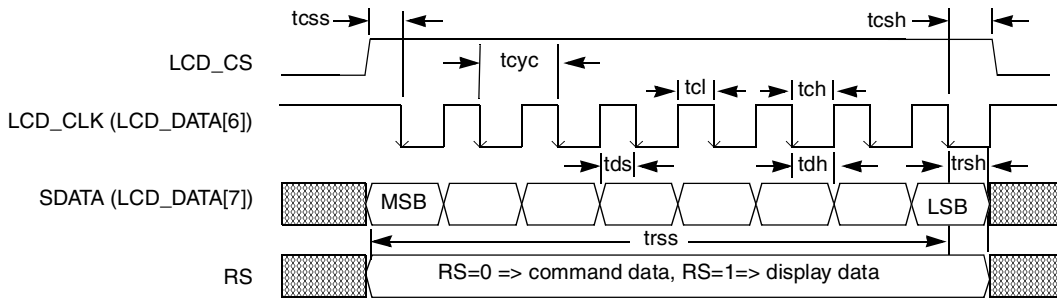 tcss
tcsh
LCD_CS
tcyc
tcl
tch
LCD_CLK (LCD_DATA[6])
tds
tdh
trsh
SDATA (LCD_DATA[7])
MSB
LSB
trss
RS
RS=0 => command data, RS=1=> display data